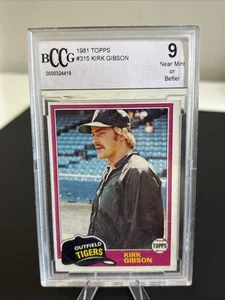 BCCG
0000324419
1981 TOPPS
#315 KIRK GIBSON
9
Near Mint
or
Better
OUTFIELD
TIGERS
KIRK
GIBSON
TOPPS